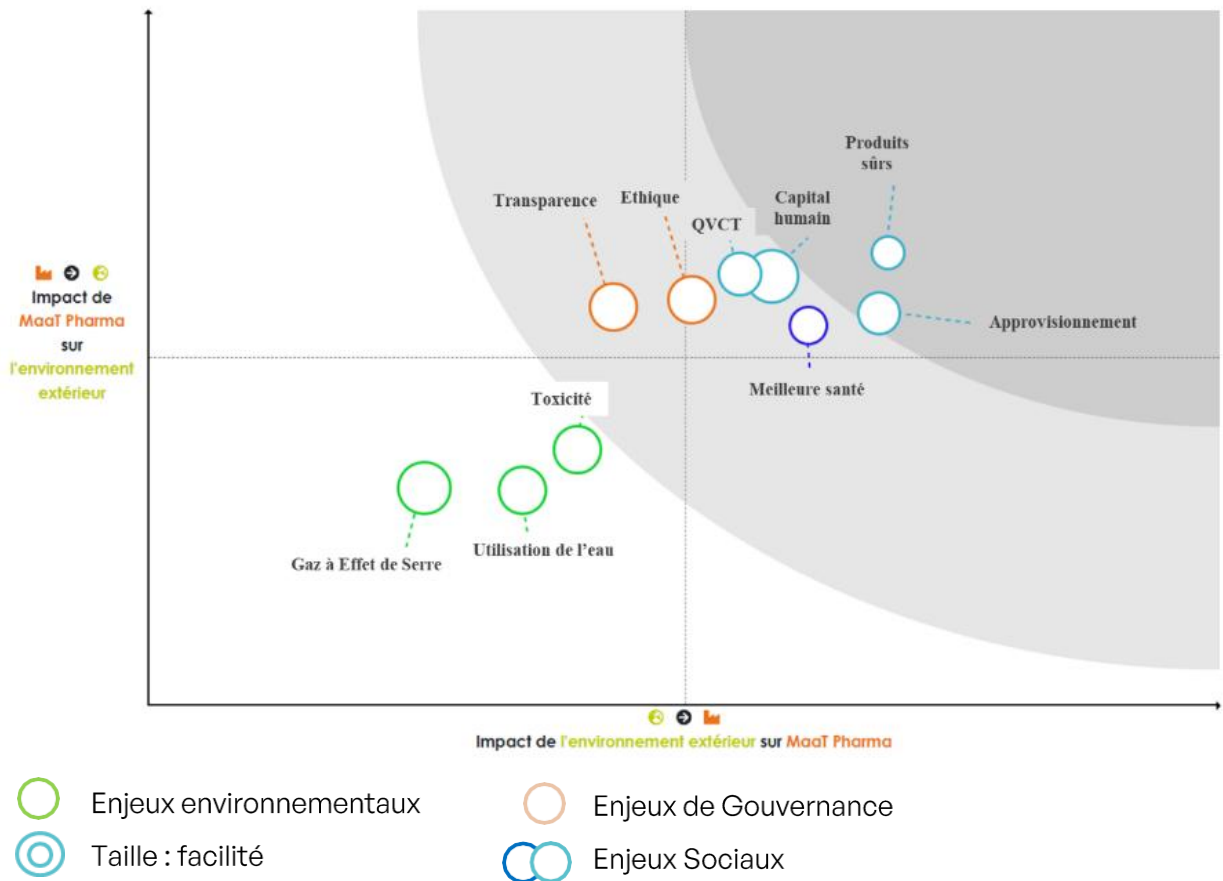 Produits
sûrs
Transparence
Ethique
Capital
humain
QVCT
Impact de
MaaT Pharma
sur
l'environnement
extérieur
Approvisionnement
Meilleure santé
Toxicité
Utilisation de l'eau
Gaz à Effet de Serre
Impact de l'environnement extérieur sur MaaT Pharma
Enjeux environnementaux
Enjeux de Gouvernance
Taille : facilité
Enjeux Sociaux